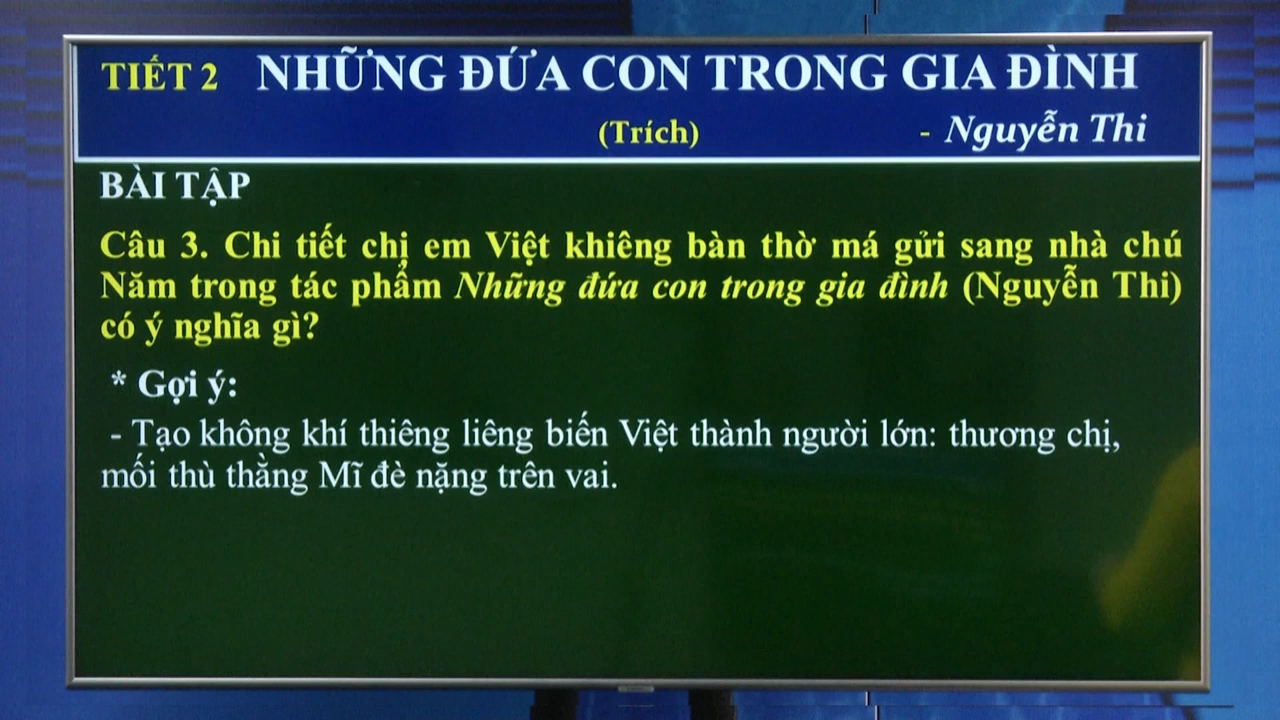 TIẾT 2 NHỮNG ĐỨA CON TRONG GIA ĐÌNH
(Trích) - Nguyễn Thi
BÀI TẬP
Câu 3. Chi tiết chị em Việt khiêng bàn thờ má gửi sang nhà chú
Năm trong tác phẩm Những đứa con trong gia đình (Nguyễn Thi)
có ý nghĩa gì?
* Gợi ý:
- Tạo không khí thiêng liêng biến Việt thành người lớn: thương chị,
mối thù thằng Mĩ đè nặng trên vai.